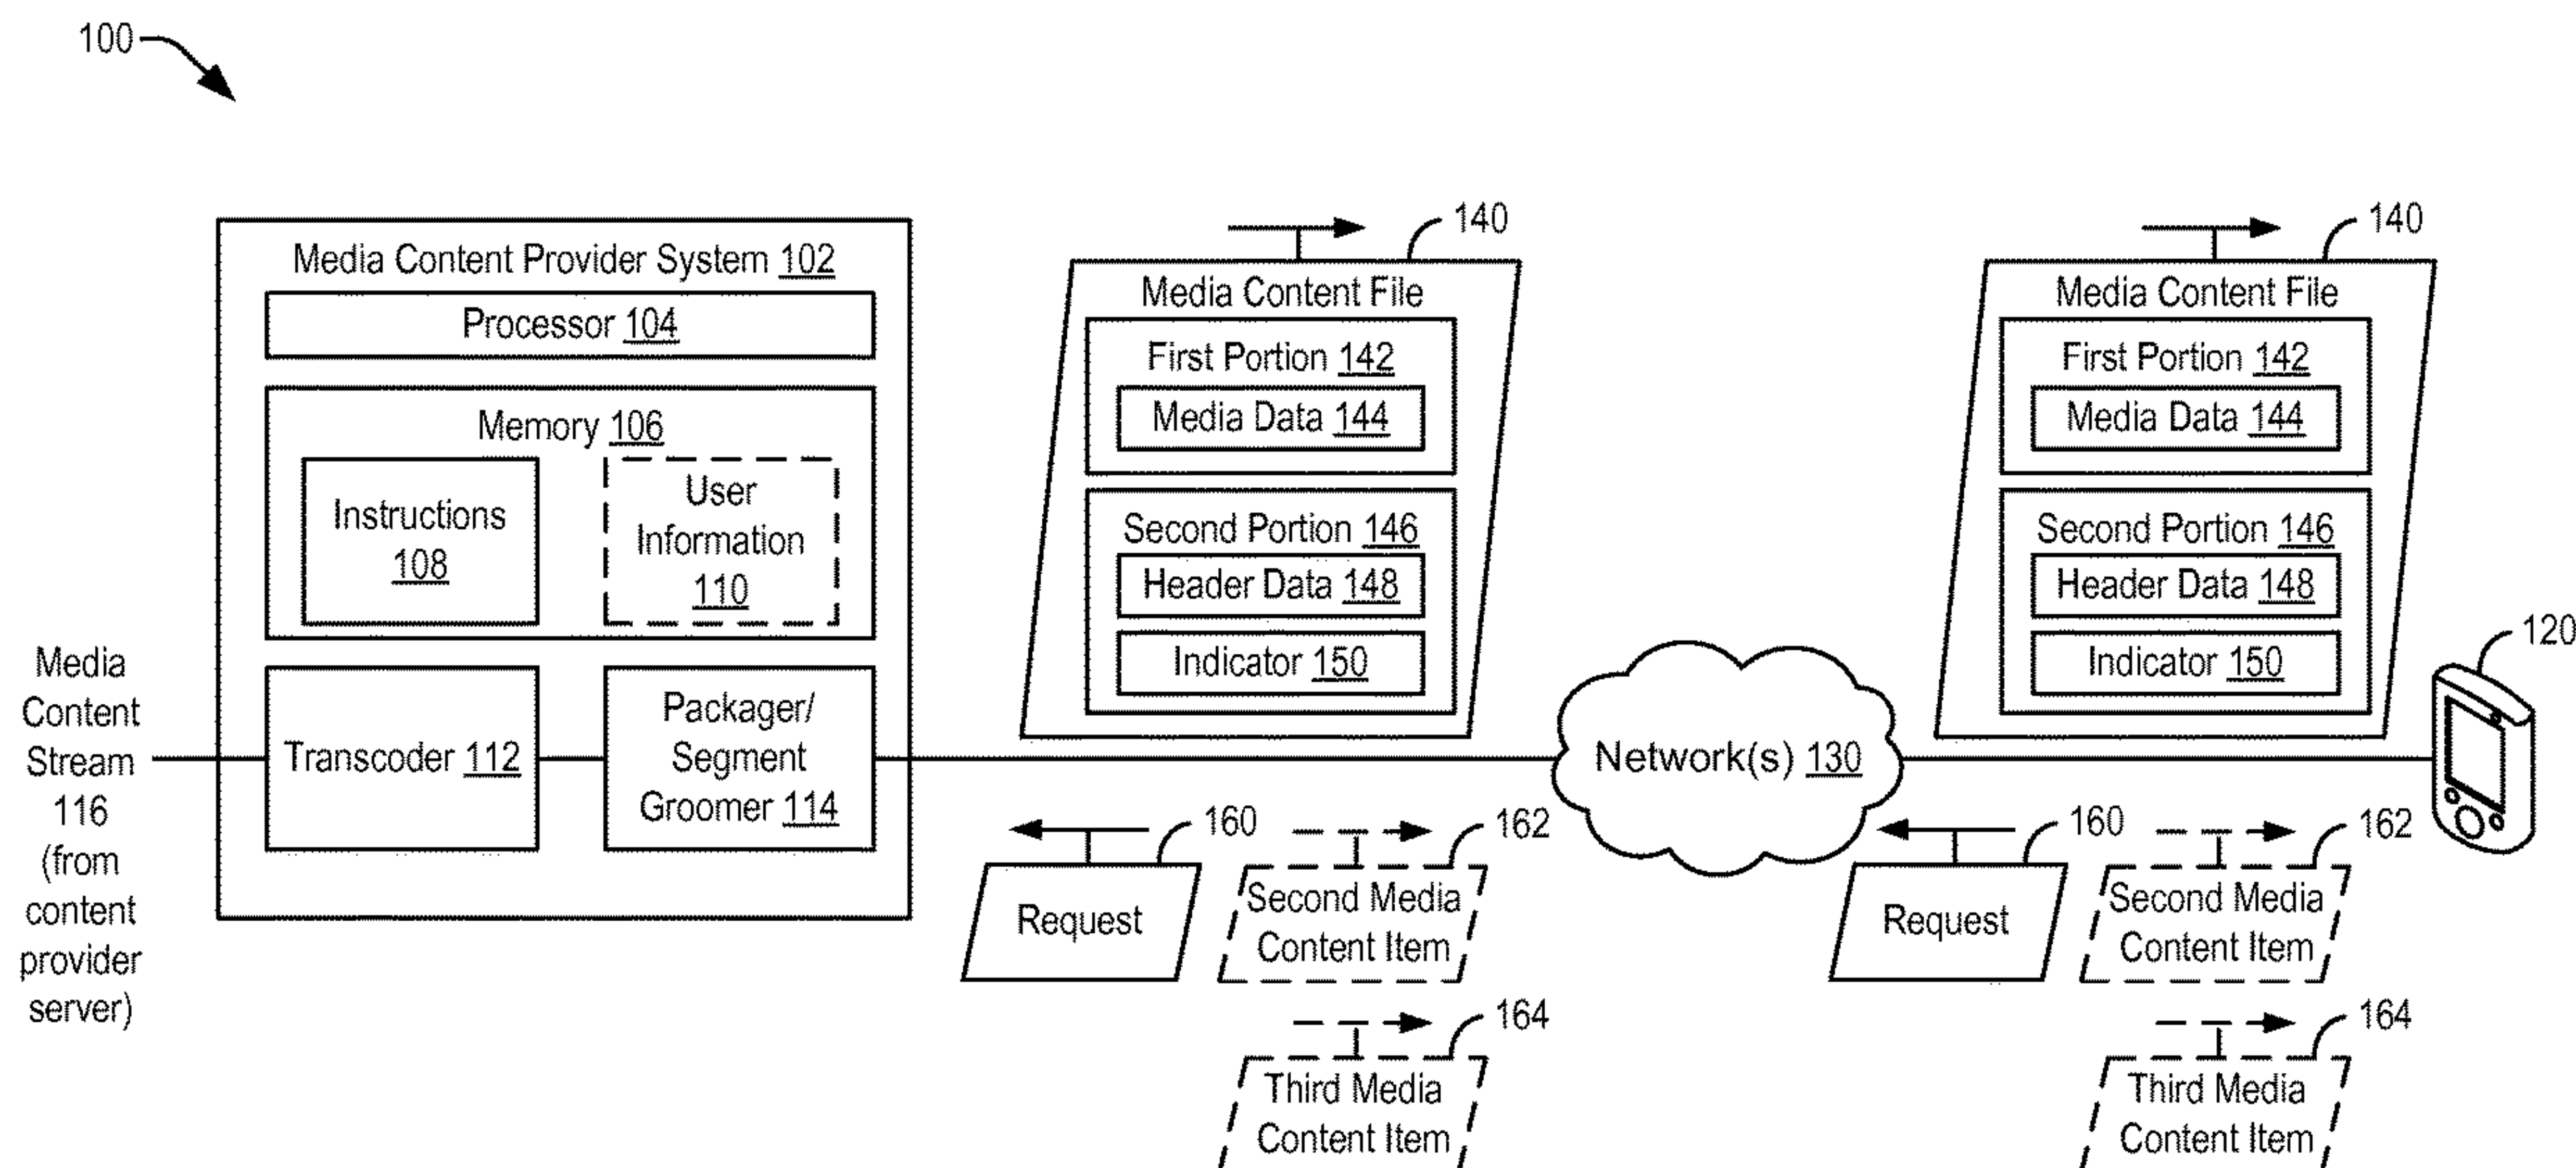 100
Media Content Provider System 102
Processor 104
Memory 106
Instructions
108
User
Information
110
Media
Content
Stream
116
(from
content
provider
server)
Transcoder 112
Packager/
Segment
Groomer 114
140
Media Content File
First Portion 142
Media Data 144
Second Portion 146
Header Data 148
Indicator 150
160
Request
162
Second Media
Content Item
164
Third Media
Content Item
Network(s) 130
140
Media Content File
First Portion 142
Media Data 144
Second Portion 146
Header Data 148
Indicator 150
120
160
Request
162
Second Media
Content Item
164
Third Media
Content Item